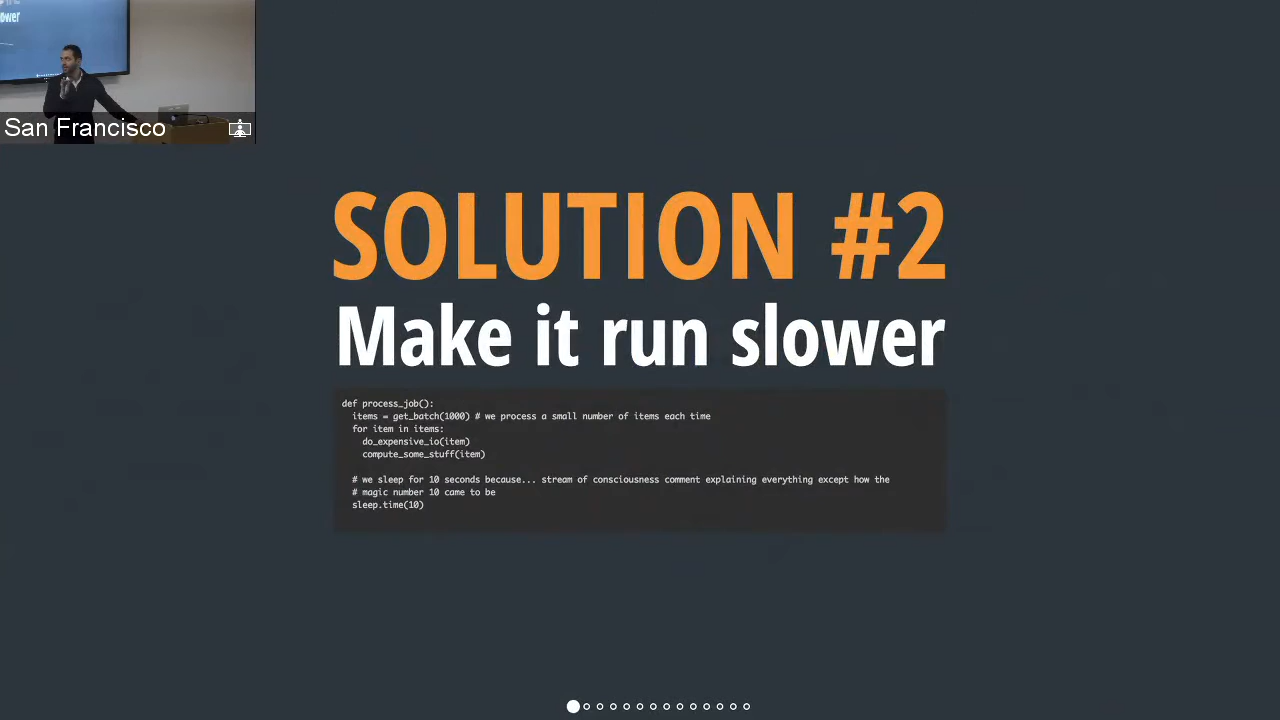 ower
San Francisco
SOLUTION #2
Make it run slower
def process_job():
items = get_batch(1000) # we process a small number of items each time
for item in items:
do_expensive_io(item)
compute_some_stuff(item)
# we sleep for 10 seconds because... stream of consciousness comment explaining everything except how the
# magic number 10 came to be
sleep.time(10)